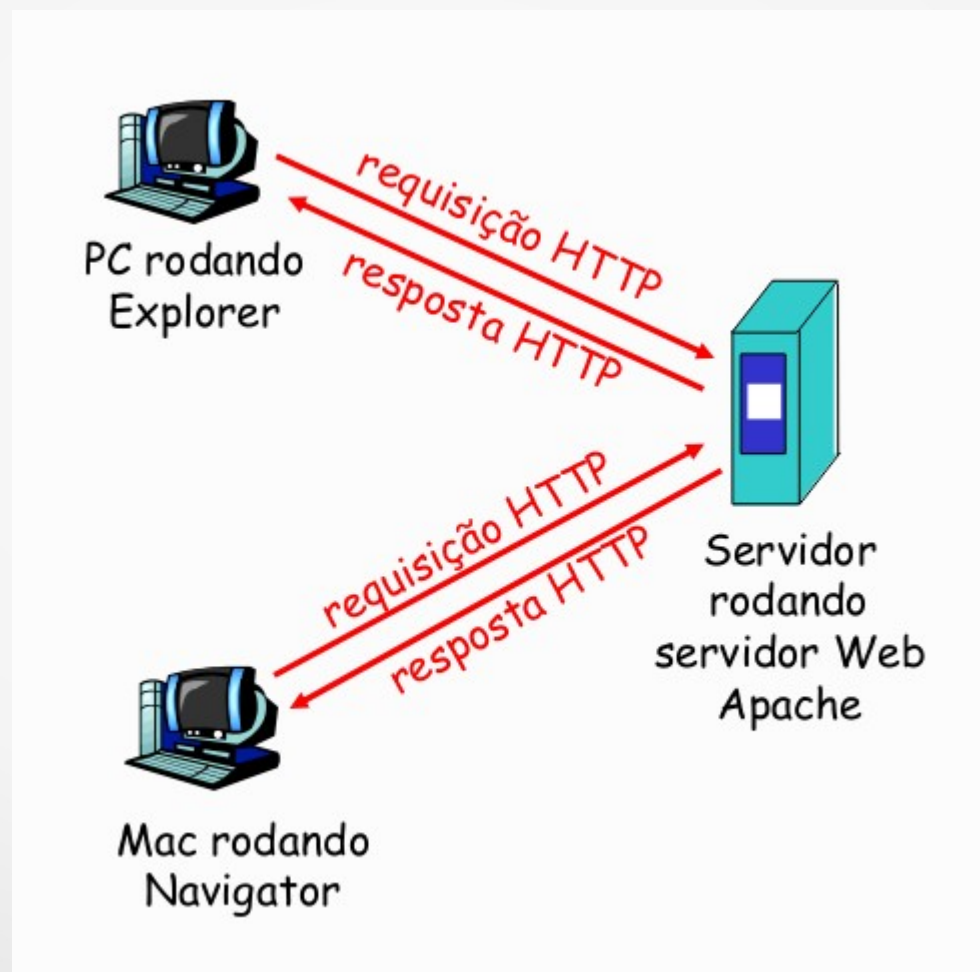 PC rodando
Explorer
requisição HTTP
resposta HTTP
requisição HTTP
resposta HTTP
Servidor
rodando
servidor Web
Apache
Mac rodando
Navigator